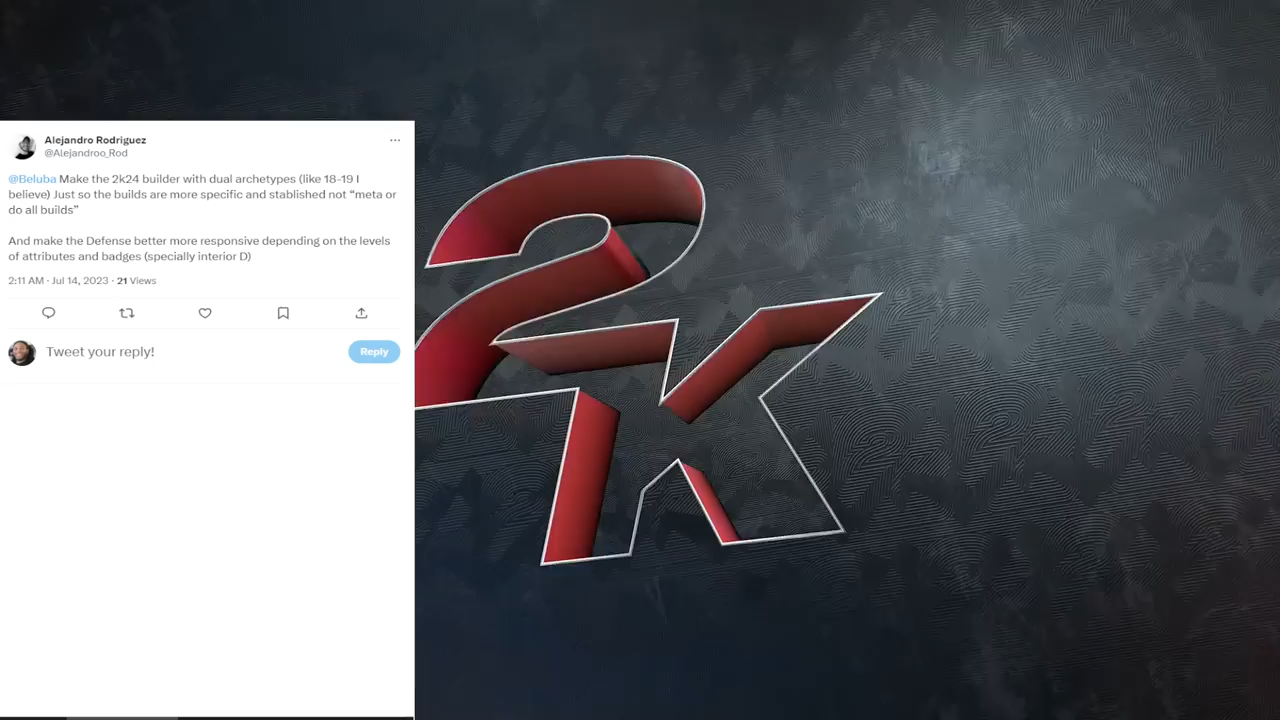 Alejandro Rodriguez
@Alejandroo_Rod
@Beluba Make the 2k24 builder with dual archetypes (like 18-19 I
believe) Just so the builds are more specific and stablished not “meta or
do all builds”
And make the Defense better more responsive depending on the levels
of attributes and badges (specially interior D)
2:11 AM · Jul 14, 2023 · 21 Views
Tweet your reply!
Reply
2K